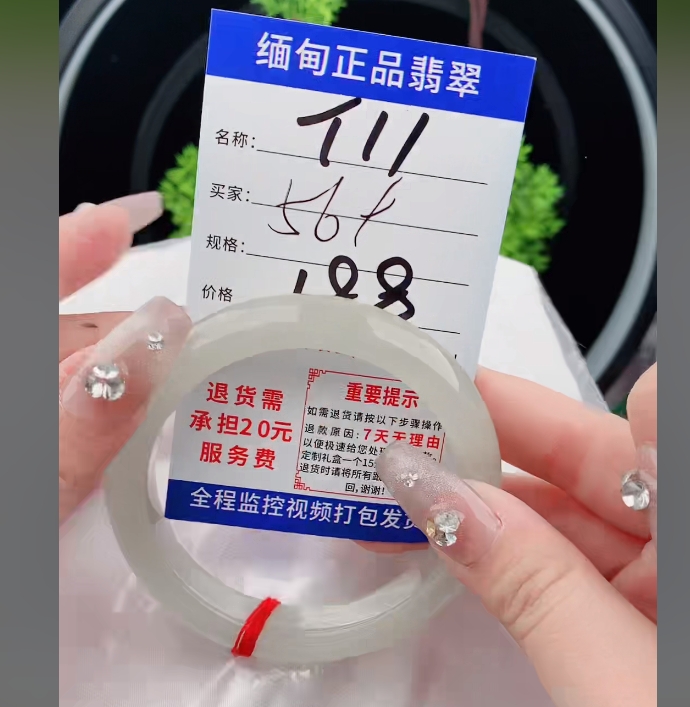 缅甸正品翡翠
名称:
买家: 56f
规格:
价格 188
退货需
承担20元
服务费
重要提示
如需退货请按以下步骤操作
退款原因:7天无理由
以便极速给您处
定制礼盒一个15
退货时请将所有
回,谢谢!
全程监控视频打包发